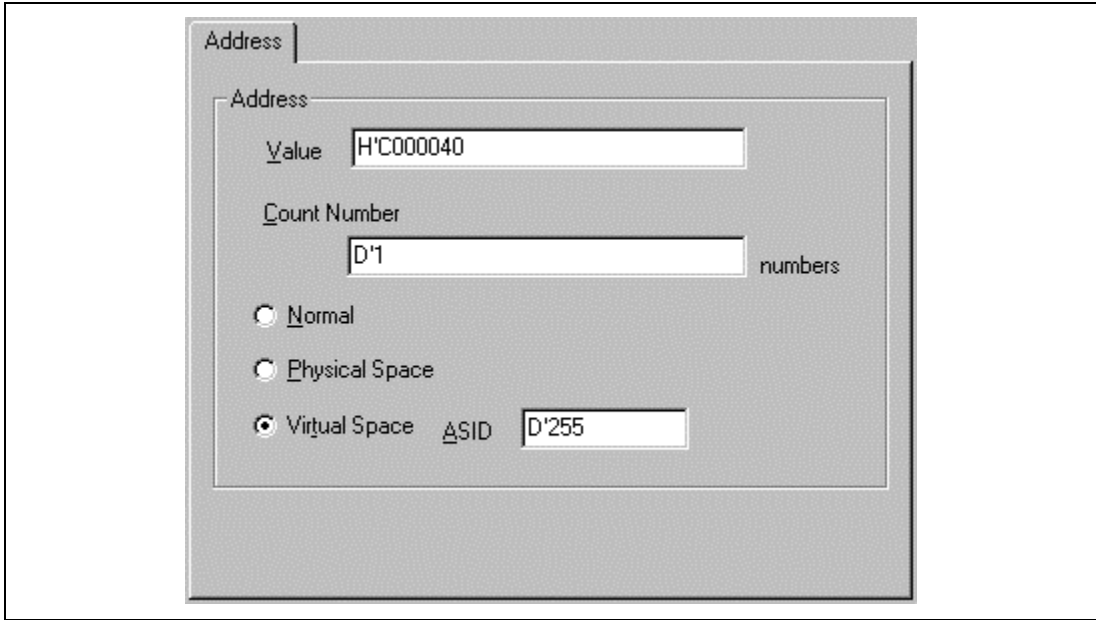 Address
Address
Value H'C000040
Count Number
D'1 numbers
Normal
Physical Space
Virtual Space ASID D'255